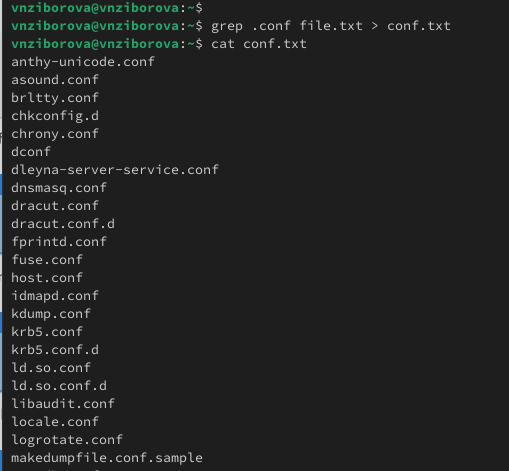 vnziborova@vnziborova:~$
vnziborova@vnziborova:~$ grep .conf file.txt > conf.txt
vnziborova@vnziborova:~$ cat conf.txt
anthy-unicode.conf
asound.conf
brltty.conf
chkconfig.d
chrony.conf
dconf
dleyna-server-service.conf
dnsmasq.conf
dracut.conf
dracut.conf.d
fprintd.conf
fuse.conf
host.conf
idmapd.conf
kdump.conf
krb5.conf
krb5.conf.d
ld.so.conf
ld.so.conf.d
libaudit.conf
locale.conf
logrotate.conf
makedumpfile.conf.sample